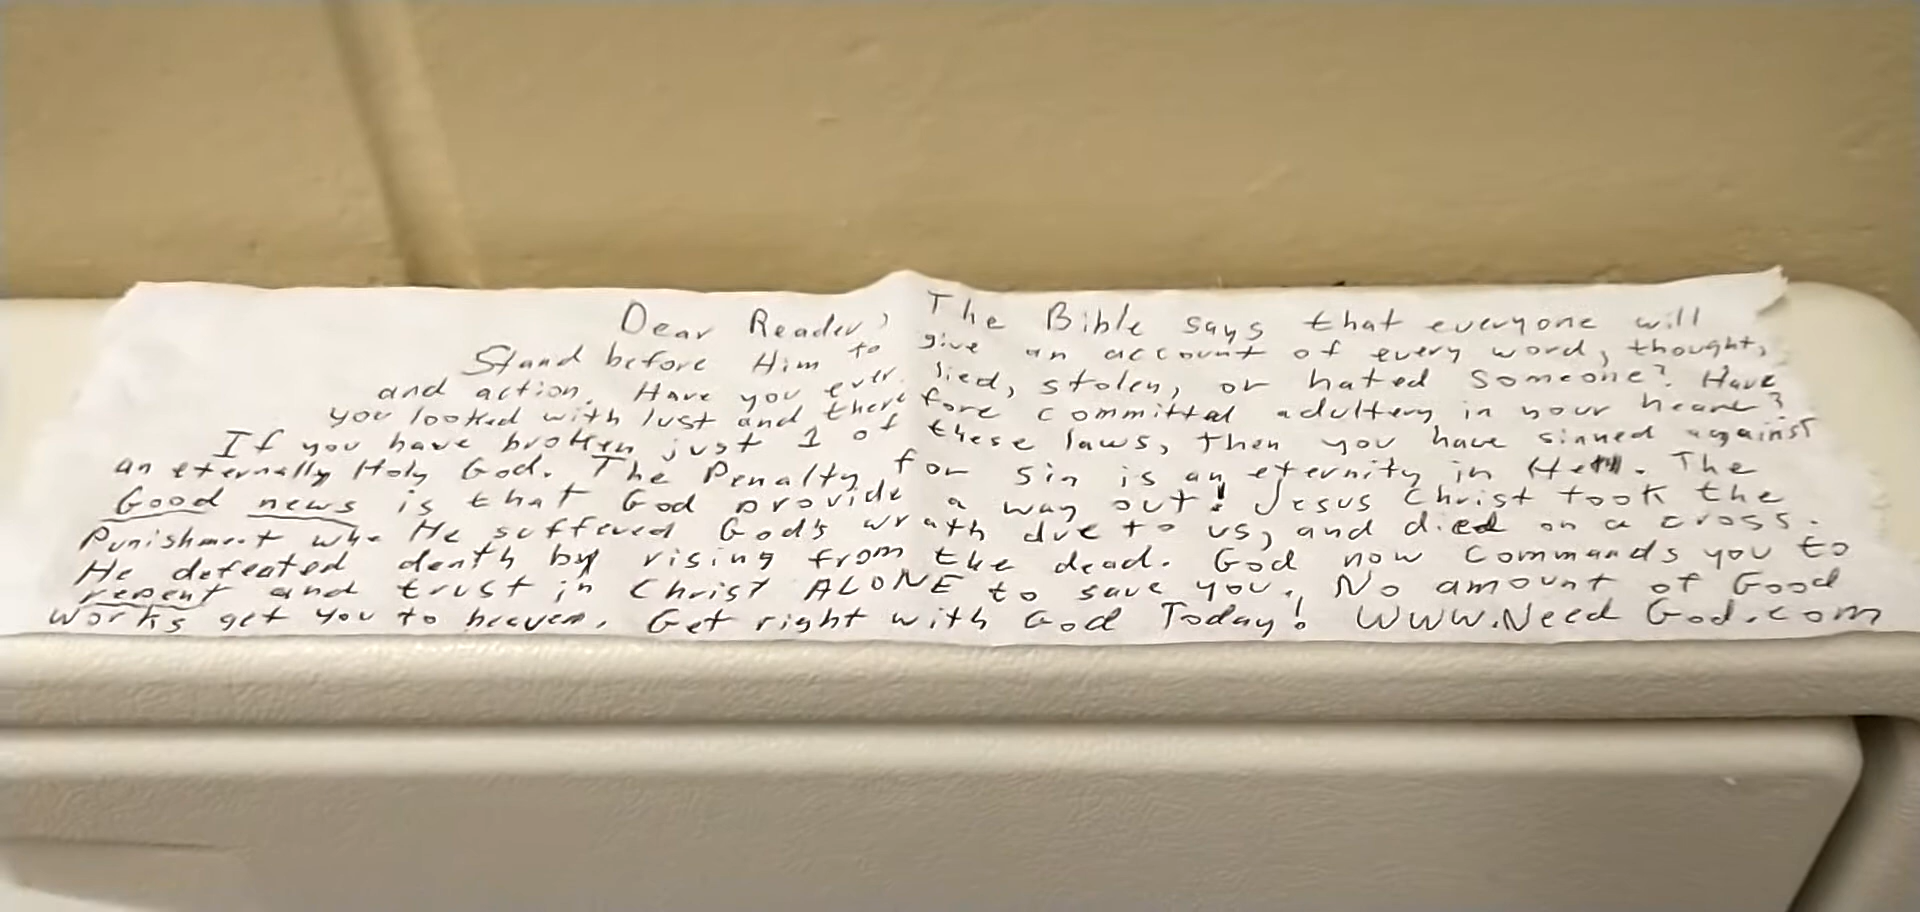 Dear Reader, The Bible says that everyone will
Stand before Him to give an account of every word, thought,
and action. Have you ever lied, stolen, or hated someone? Have
you looked with lust and therefore committed adultery in your heart?
If you have broken just 1 of these laws, then you have sinned against
an eternally Holy God. The Penalty for sin is an eternity in Hell. The
Good news is that God provide a way out! Jesus Christ took the
Punishment whe He suffered God's wrath due to us, and died on a cross.
He defeated death by rising from the dead. God now commands you to
repent and trust in Christ ALONE to save you. No amount of Good
works get you to heaven. Get right with God Today! WWW.Need God.com